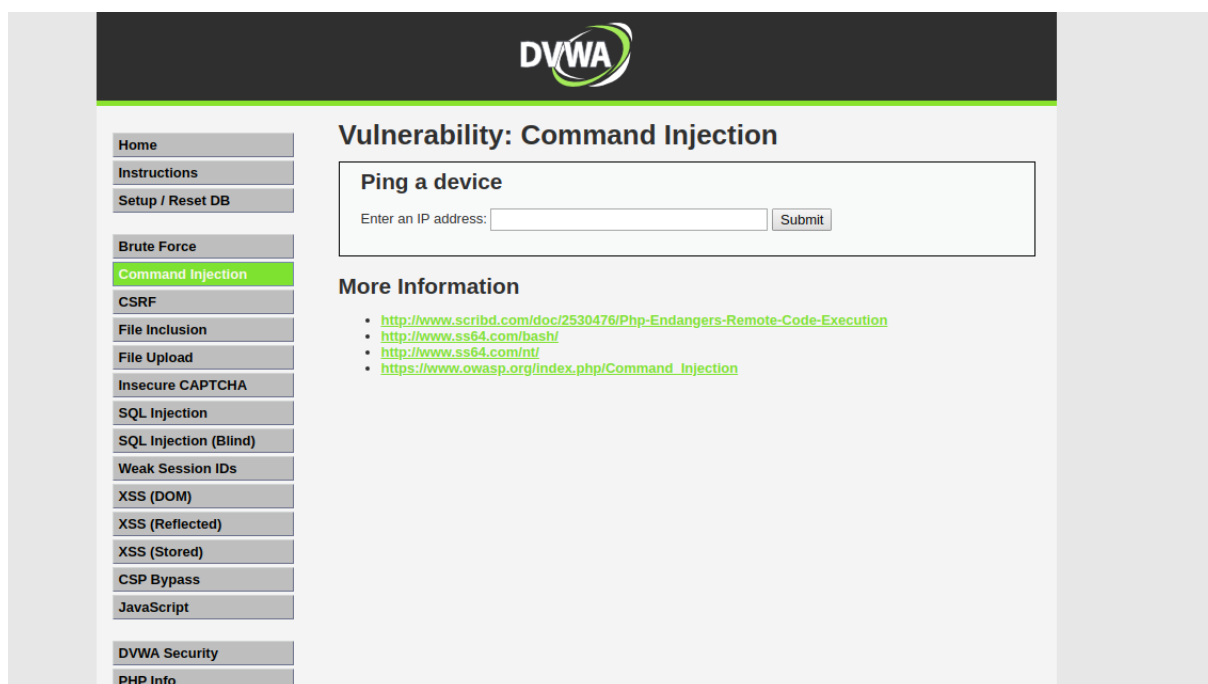 DVWA
Home
Instructions
Setup / Reset DB
Brute Force
Command Injection
CSRF
File Inclusion
File Upload
Insecure CAPTCHA
SQL Injection
SQL Injection (Blind)
Weak Session IDs
XSS (DOM)
XSS (Reflected)
XSS (Stored)
CSP Bypass
JavaScript
DVWA Security
PHP Info
Vulnerability: Command Injection
Ping a device
Enter an IP address: Submit
More Information
http://www.scribd.com/doc/2530476/Php-Endangers-Remote-Code-Execution
http://www.ss64.com/bash/
http://www.ss64.com/nt/
https://www.owasp.org/index.php/Command_Injection